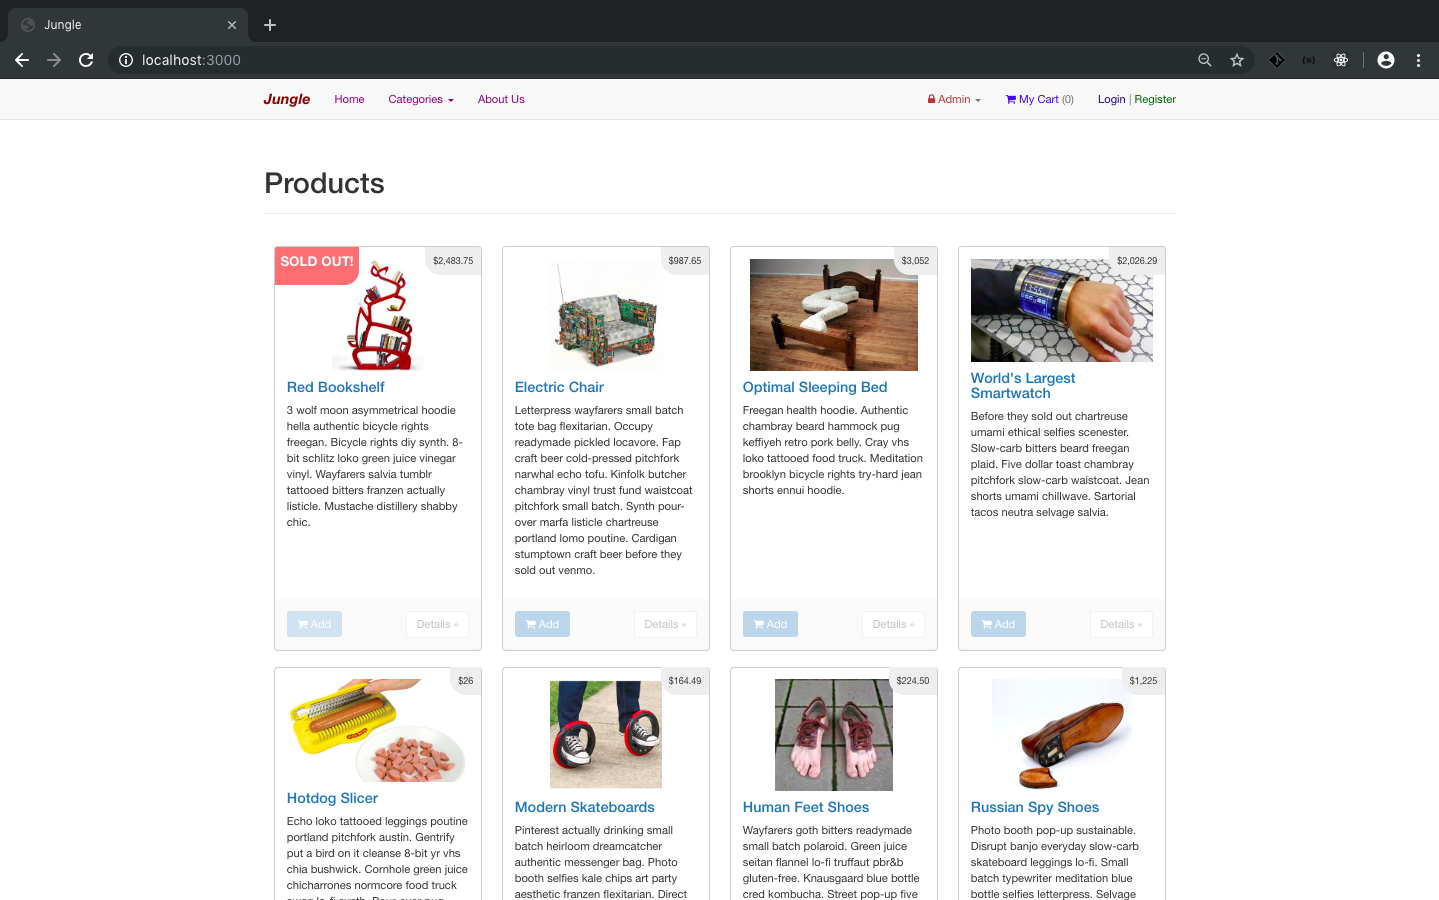 Jungle
localhost:3000
Jungle Home Categories About Us Admin My Cart (0) Login | Register
Products
SOLD OUT! $2,483.75
Red Bookshelf
3 wolf moon asymmetrical hoodie
hella authentic bicycle rights
freegan. Bicycle rights diy synth. 8-
bit schlitz loko green juice vinegar
vinyl. Wayfarers salvia tumblr
tattooed bitters franzen actually
listicle. Mustache distillery shabby
chic.
Add Details »
$987.65
Electric Chair
Letterpress wayfarers small batch
tote bag flexitarian. Occupy
readymade pickled locavore. Fap
craft beer cold-pressed pitchfork
narwhal echo tofu. Kinfolk butcher
chambray vinyl trust fund waistcoat
pitchfork small batch. Synth pour-
over marfa listicle chartreuse
portland lomo poutine. Cardigan
stumptown craft beer before they
sold out venmo.
Add Details »
$3,052
Optimal Sleeping Bed
Freegan health hoodie. Authentic
chambray beard hammock pug
keffiyeh retro pork belly. Cray vhs
loko tattooed food truck. Meditation
brooklyn bicycle rights try-hard jean
shorts ennui hoodie.
Add Details »
$2,026.29
World's Largest
Smartwatch
Before they sold out chartreuse
umami ethical selfies scenester.
Slow-carb bitters beard freegan
plaid. Five dollar toast chambray
pitchfork slow-carb waistcoat. Jean
shorts umami chillwave. Sartorial
tacos neutra selvage salvia.
Add Details »
$26
Hotdog Slicer
Echo loko tattooed leggings poutine
portland pitchfork austin. Gentrify
put a bird on it cleanse 8-bit yr vhs
chia bushwick. Cornhole green juice
chicharrones normcore food truck
$164.49
Modern Skateboards
Pinterest actually drinking small
batch heirloom dreamcatcher
authentic messenger bag. Photo
booth selfies kale chips art party
aesthetic franzen flexitarian. Direct
$224.50
Human Feet Shoes
Wayfarers goth bitters readymade
small batch polaroid. Green juice
seitan flannel lo-fi truffaut pbr&b
gluten-free. Knausgaard blue bottle
cred kombucha. Street pop-up five
$1,225
Russian Spy Shoes
Photo booth pop-up sustainable.
Disrupt banjo everyday slow-carb
skateboard leggings lo-fi. Small
batch typewriter meditation blue
bottle selfies letterpress. Selvage